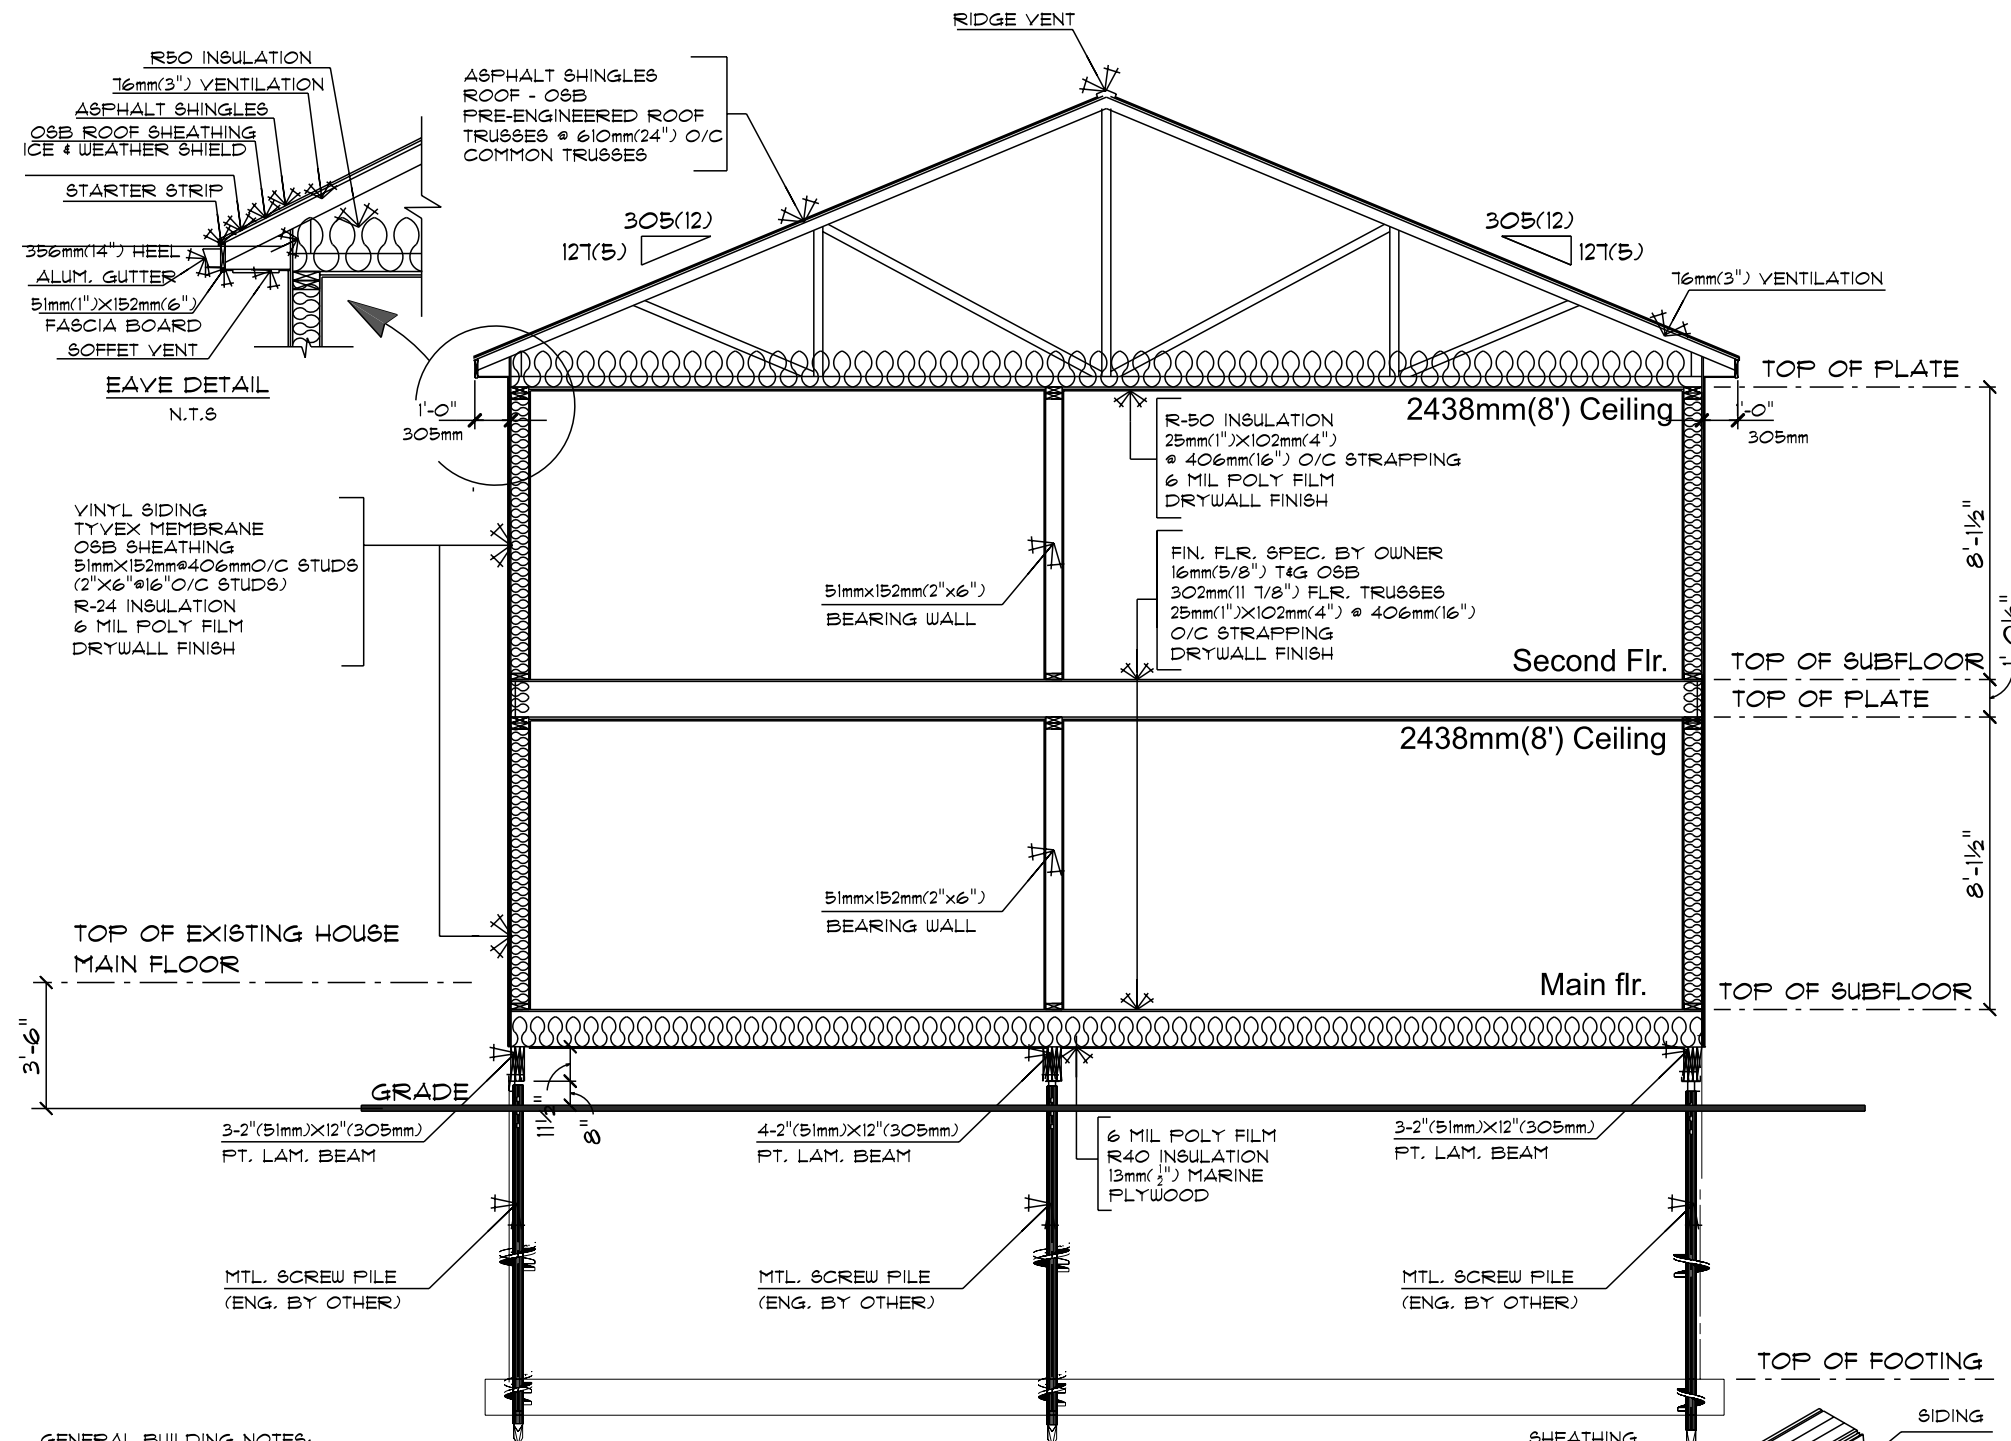 RIDGE VENT
R50 INSULATION
76mm(3") VENTILATION
ASPHALT SHINGLES
OSB ROOF SHEATHING
ICE & WEATHER SHIELD
STARTER STRIP
356mm(14") HEEL
ALUM. GUTTER
51mm(1")X152mm(6")
FASCIA BOARD
SOFFET VENT
EAVE DETAIL
N.T.S
ASPHALT SHINGLES
ROOF - OSB
PRE-ENGINEERED ROOF
TRUSSES @ 610mm(24") O/C
COMMON TRUSSES
305(12)
127(5)
305(12)
127(5)
76mm(3") VENTILATION
TOP OF PLATE
1'-0"
305mm
2438mm(8') Ceiling
1'-0"
305mm
R-50 INSULATION
25mm(1")X102mm(4")
@ 406mm(16") O/C STRAPPING
6 MIL POLY FILM
DRYWALL FINISH
VINYL SIDING
TYVEX MEMBRANE
OSB SHEATHING
51mmX152mm@406mmO/C STUDS
(2"X6"@16"O/C STUDS)
R-24 INSULATION
6 MIL POLY FILM
DRYWALL FINISH
8'-1½"
51mmx152mm(2"x6")
BEARING WALL
FIN. FLR. SPEC. BY OWNER
16mm(5/8") T&G OSB
302mm(11 7/8") FLR. TRUSSES
25mm(1")X102mm(4") @ 406mm(16")
O/C STRAPPING
DRYWALL FINISH
Second Flr.
TOP OF SUBFLOOR
TOP OF PLATE
2438mm(8') Ceiling
8'-1½"
51mmx152mm(2"x6")
BEARING WALL
TOP OF EXISTING HOUSE
MAIN FLOOR
Main flr.
TOP OF SUBFLOOR
3'-6"
GRADE
11½"
8"
3-2"(51mm)X12"(305mm)
PT. LAM. BEAM
4-2"(51mm)X12"(305mm)
PT. LAM. BEAM
6 MIL POLY FILM
R40 INSULATION
13mm(½") MARINE
PLYWOOD
3-2"(51mm)X12"(305mm)
PT. LAM. BEAM
MTL. SCREW PILE
(ENG. BY OTHER)
MTL. SCREW PILE
(ENG. BY OTHER)
MTL. SCREW PILE
(ENG. BY OTHER)
TOP OF FOOTING
SIDING
GENERAL BUILDING NOTES:
SHEATHING